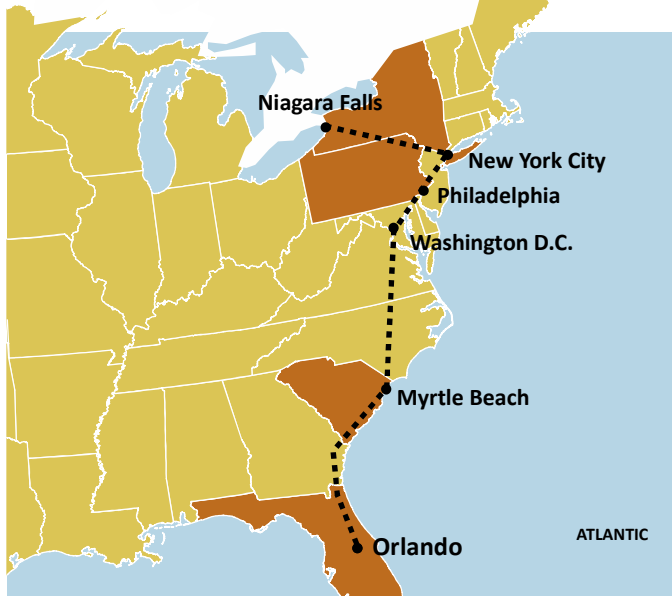 Niagara Falls
New York City
Philadelphia
Washington D.C.
Myrtle Beach
ATLANTIC
Orlando